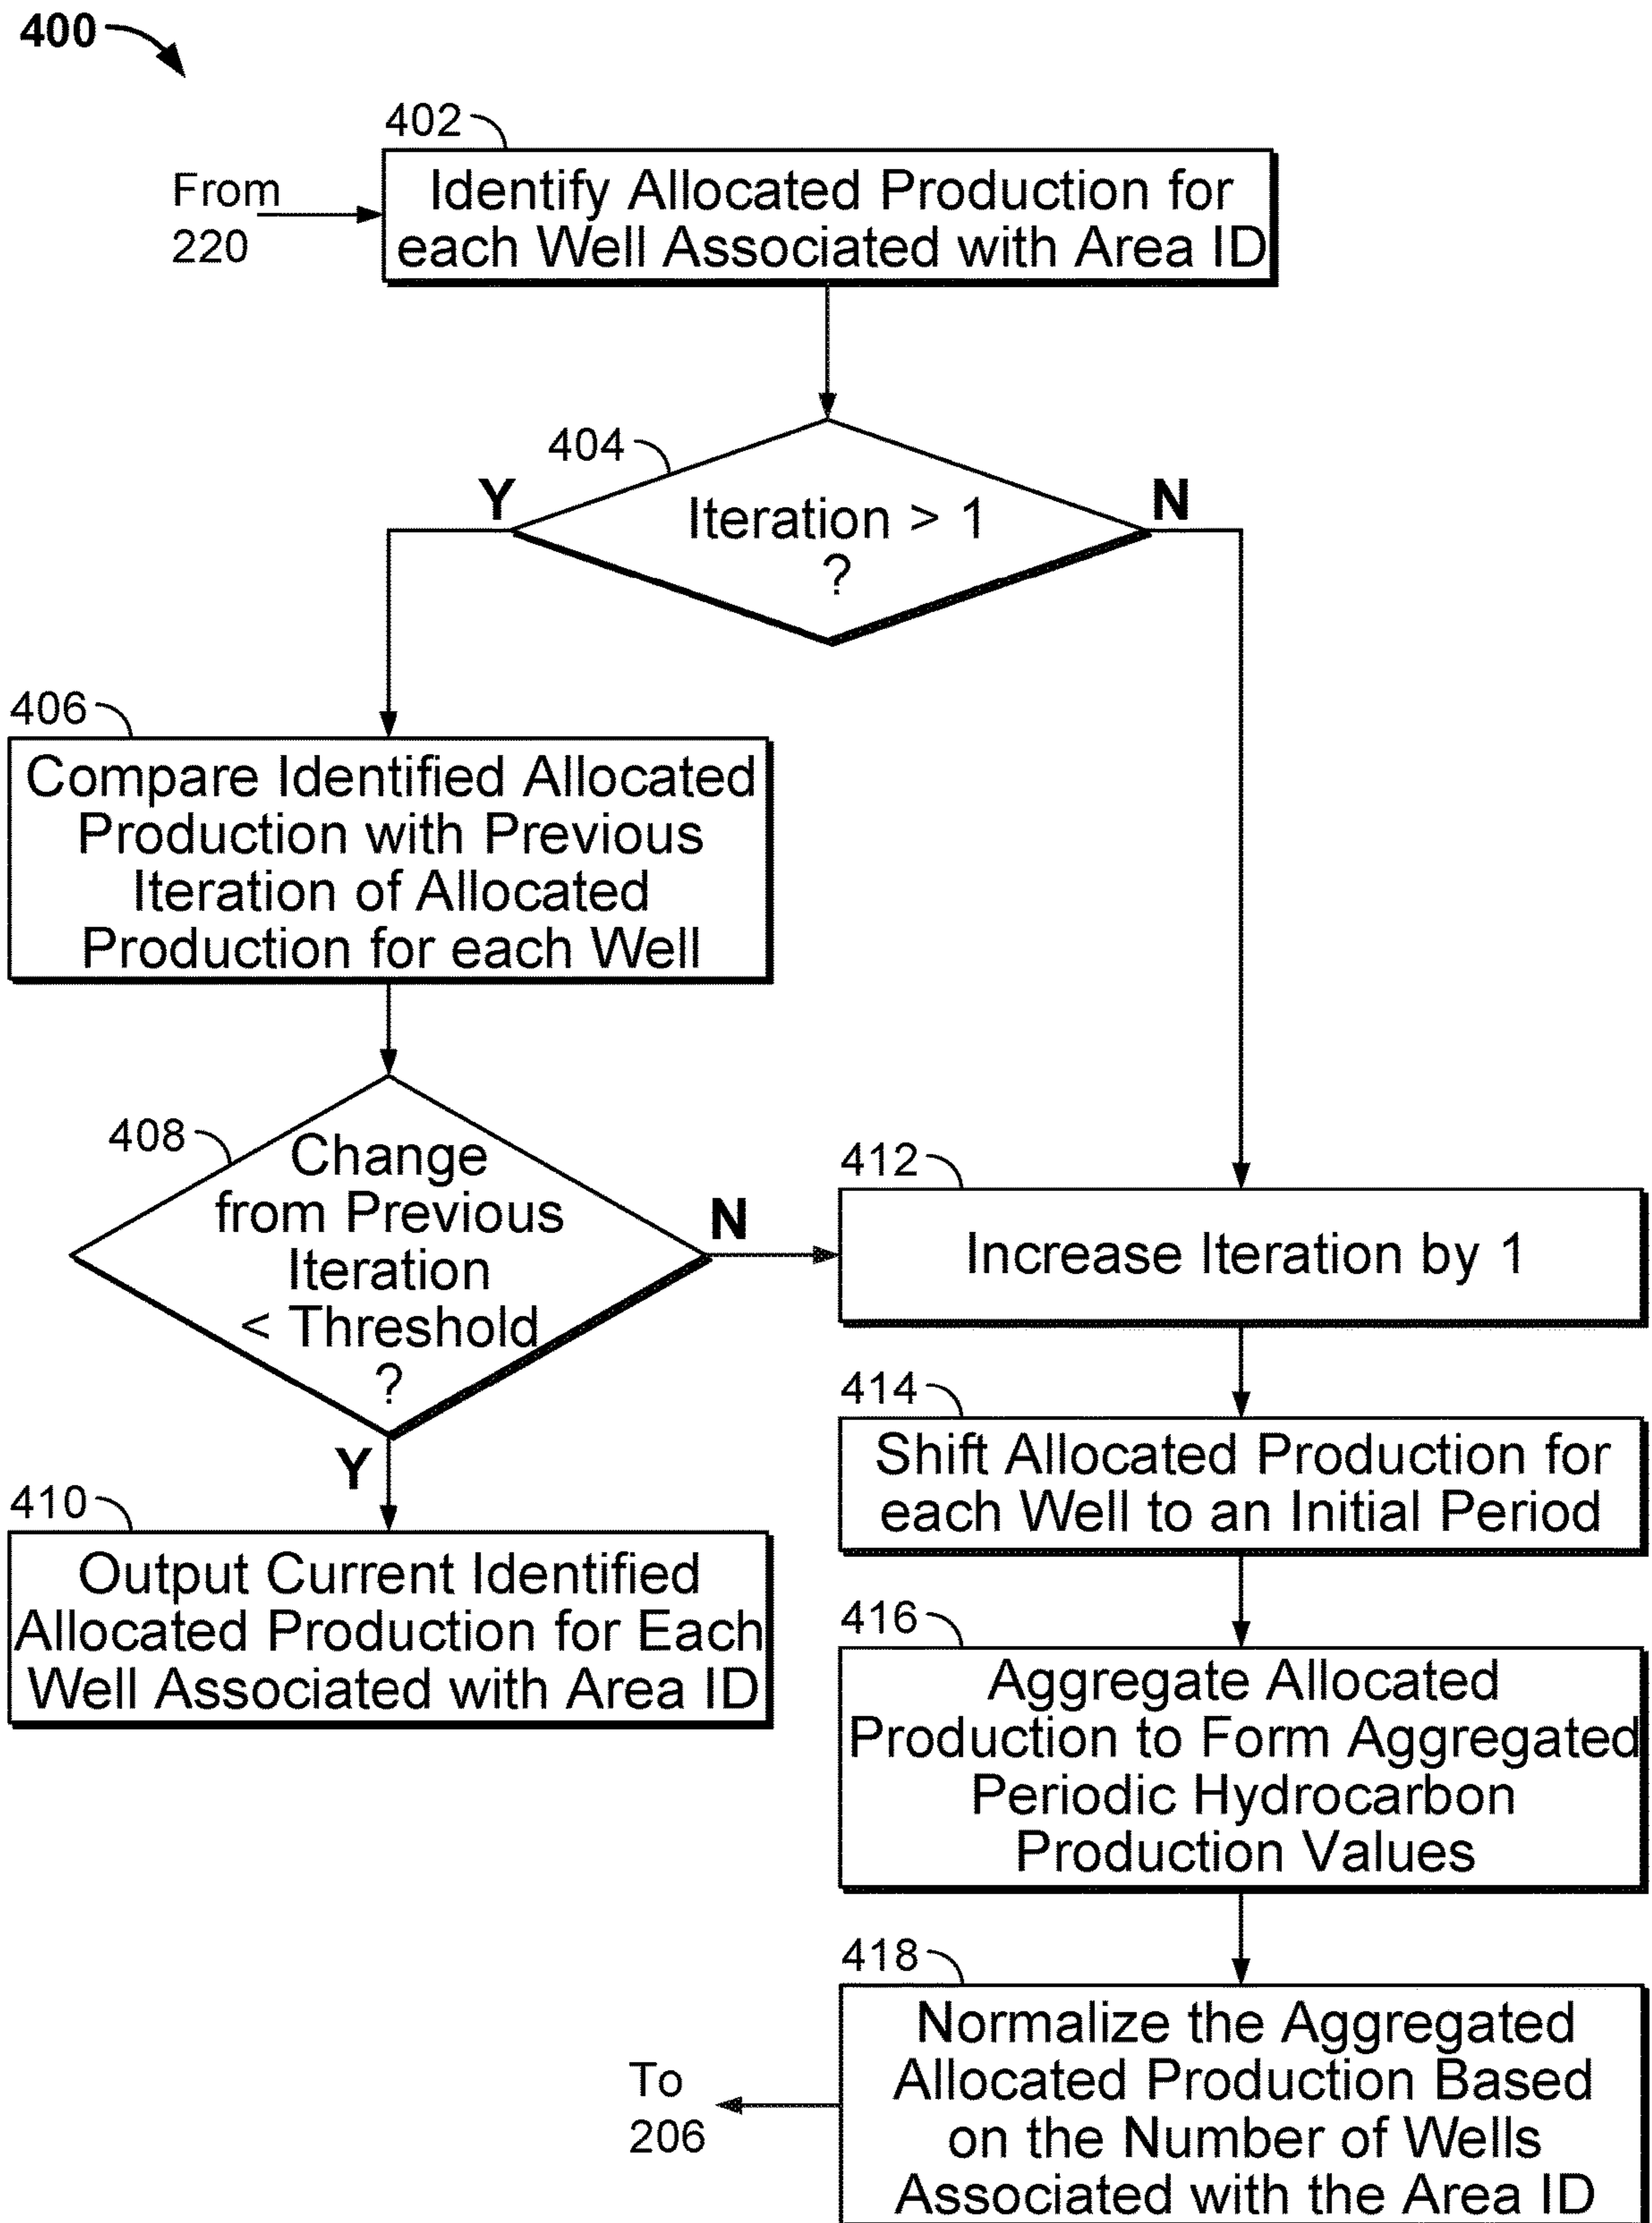 400
402
From
220
Identify Allocated Production for
each Well Associated with Area ID
404
Y
N
Iteration > 1
?
406
Compare Identified Allocated
Production with Previous
Iteration of Allocated
Production for each Well
408
Change
from Previous
Iteration
< Threshold
?
N
Y
410
Output Current Identified
Allocated Production for Each
Well Associated with Area ID
412
Increase Iteration by 1
414
Shift Allocated Production for
each Well to an Initial Period
416
Aggregate Allocated
Production to Form Aggregated
Periodic Hydrocarbon
Production Values
418
Normalize the Aggregated
Allocated Production Based
on the Number of Wells
Associated with the Area ID
To
206